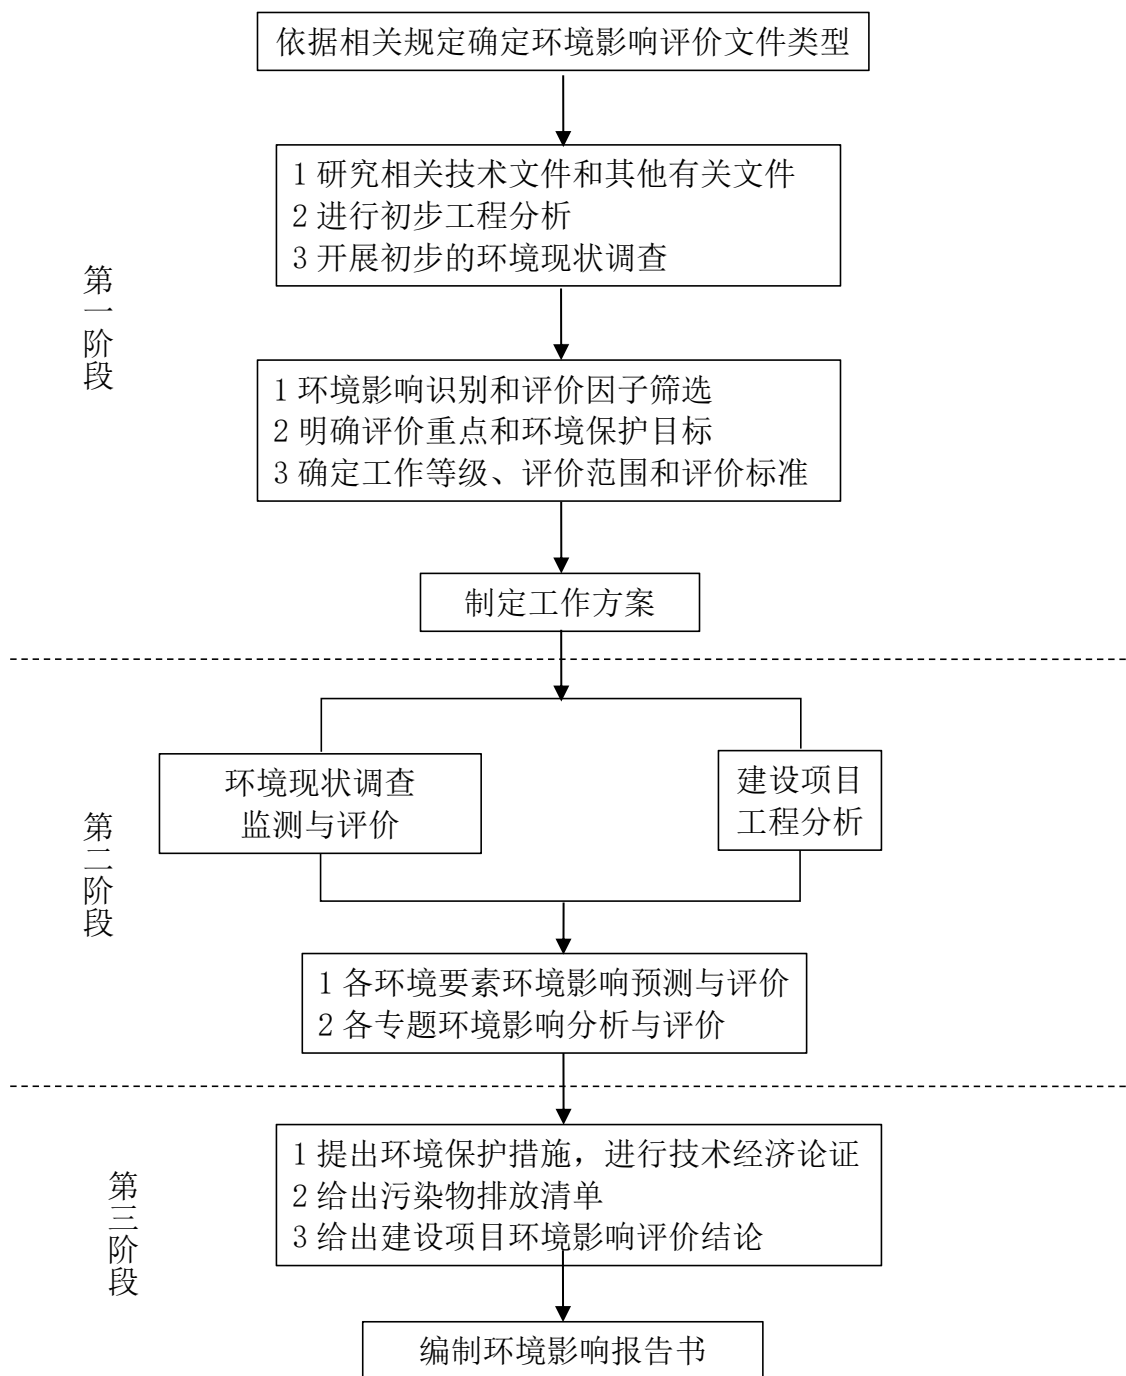 依据相关规定确定环境影响评价文件类型
1 研究相关技术文件和其他有关文件
2 进行初步工程分析
3 开展初步的环境现状调查
第一阶段
1 环境影响识别和评价因子筛选
2 明确评价重点和环境保护目标
3 确定工作等级、评价范围和评价标准
制定工作方案
环境现状调查
监测与评价
建设项目
工程分析
第二阶段
1 各环境要素环境影响预测与评价
2 各专题环境影响分析与评价
1 提出环境保护措施，进行技术经济论证
2 给出污染物排放清单
3 给出建设项目环境影响评价结论
第三阶段
编制环境影响报告书